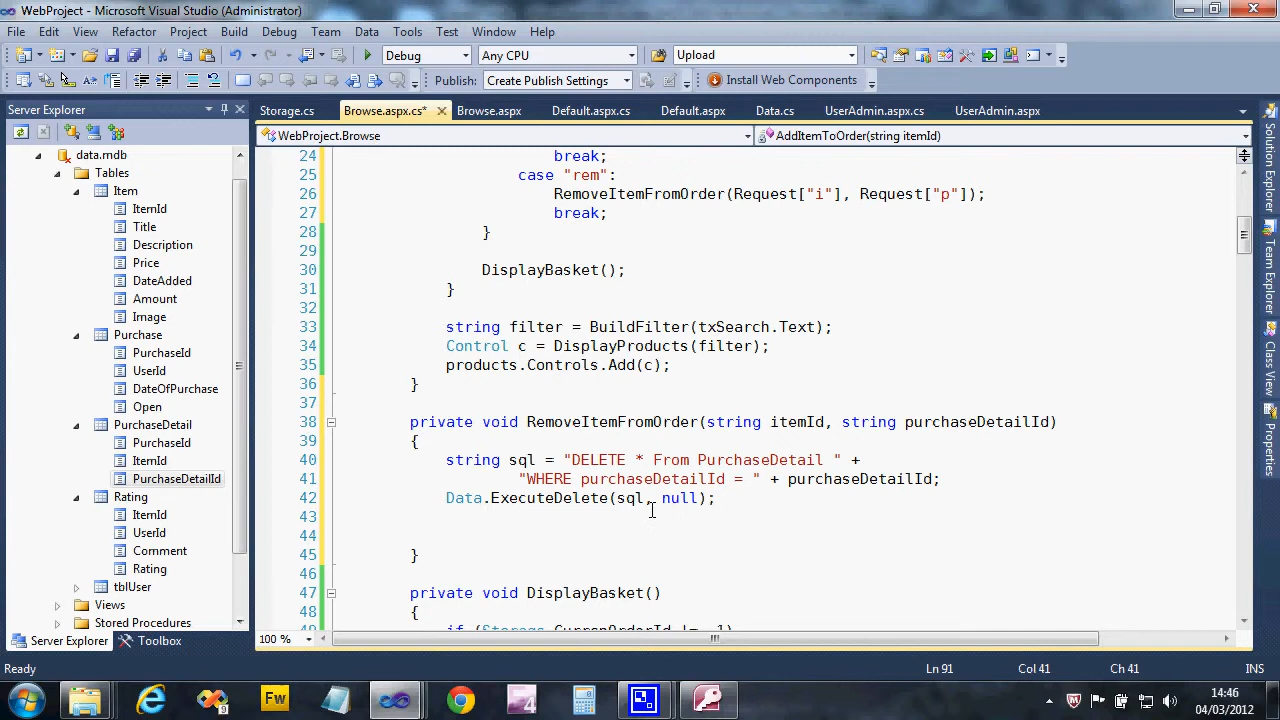 WebProject - Microsoft Visual Studio (Administrator)
File Edit View Refactor Project Build Debug Team Data Tools Test Window Help
Debug Any CPU Upload
Publish: Create Publish Settings Install Web Components
Server Explorer
Storage.cs Browse.aspx.cs* Browse.aspx Default.aspx.cs Default.aspx Data.cs UserAdmin.aspx.cs UserAdmin.aspx
WebProject.Browse AddItemToOrder(string itemId)
data.mdb
Tables
Item
ItemId
Title
Description
Price
DateAdded
Amount
Image
Purchase
PurchaseId
UserId
DateOfPurchase
Open
PurchaseDetail
PurchaseId
ItemId
PurchaseDetailId
Rating
ItemId
UserId
Comment
Rating
tblUser
Views
Stored Procedures
Server Explorer Toolbox
24 break;
25 case "rem":
26 RemoveItemFromOrder(Request["i"], Request["p"]);
27 break;
28 }
29
30 DisplayBasket();
31 }
32
33 string filter = BuildFilter(txSearch.Text);
34 Control c = DisplayProducts(filter);
35 products.Controls.Add(c);
36 }
37
38 private void RemoveItemFromOrder(string itemId, string purchaseDetailId)
39 {
40 string sql = "DELETE * From PurchaseDetail " +
41 "WHERE purchaseDetailId = " + purchaseDetailId;
42 Data.ExecuteDelete(sql, null);
43
44
45 }
46
47 private void DisplayBasket()
48 {
100 %
Solution Explorer
Team Explorer
Class View
Properties
Ready Ln 91 Col 41 Ch 41 INS
Fw
4
14:46
04/03/2012